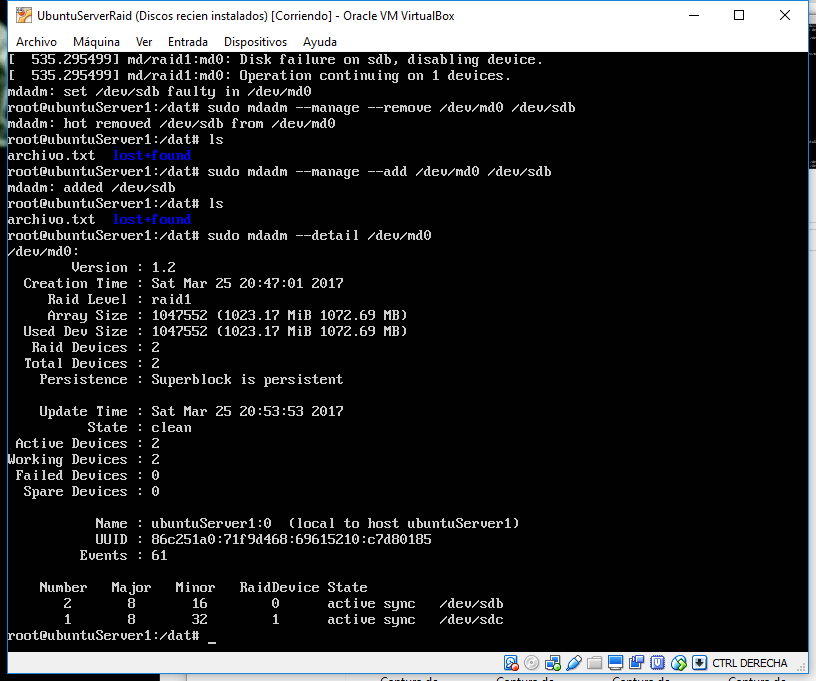 UbuntuServerRaid (Discos recien instalados) [Corriendo] - Oracle VM VirtualBox
Archivo Máquina Ver Entrada Dispositivos Ayuda
[  535.295499] md/raid1:md0: Disk failure on sdb, disabling device.
[  535.295499] md/raid1:md0: Operation continuing on 1 devices.
mdadm: set /dev/sdb faulty in /dev/md0
root@ubuntuServer1:/dat# sudo mdadm --manage --remove /dev/md0 /dev/sdb
mdadm: hot removed /dev/sdb from /dev/md0
root@ubuntuServer1:/dat# ls
archivo.txt  lost+found
root@ubuntuServer1:/dat# sudo mdadm --manage --add /dev/md0 /dev/sdb
mdadm: added /dev/sdb
root@ubuntuServer1:/dat# ls
archivo.txt  lost+found
root@ubuntuServer1:/dat# sudo mdadm --detail /dev/md0
/dev/md0:
        Version : 1.2
  Creation Time : Sat Mar 25 20:47:01 2017
     Raid Level : raid1
     Array Size : 1047552 (1023.17 MiB 1072.69 MB)
  Used Dev Size : 1047552 (1023.17 MiB 1072.69 MB)
   Raid Devices : 2
  Total Devices : 2
    Persistence : Superblock is persistent
    Update Time : Sat Mar 25 20:53:53 2017
          State : clean
 Active Devices : 2
Working Devices : 2
 Failed Devices : 0
  Spare Devices : 0
           Name : ubuntuServer1:0  (local to host ubuntuServer1)
           UUID : 86c251a0:71f9d468:69615210:c7d80185
         Events : 61
    Number   Major   Minor   RaidDevice State
       2       8       16        0      active sync   /dev/sdb
       1       8       32        1      active sync   /dev/sdc
root@ubuntuServer1:/dat# _
CTRL DERECHA